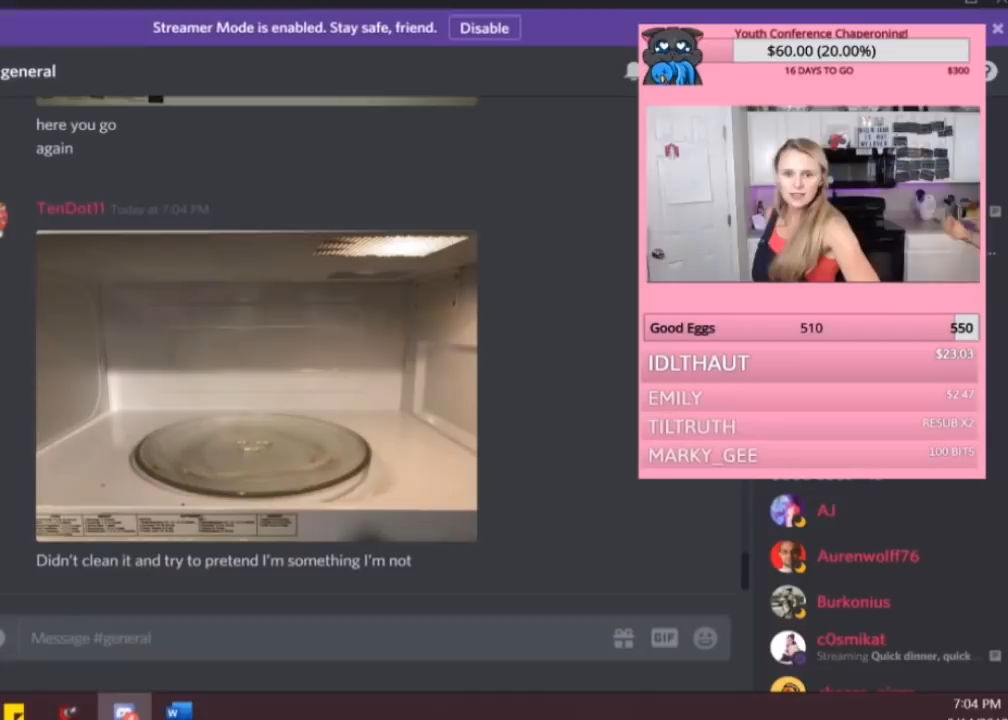 Streamer Mode is enabled. Stay safe, friend. Disable
general
here you go
again
TenDot11 Today at 7:04 PM
Didn't clean it and try to pretend I'm something I'm not
Message #general
GIF
Youth Conference Chaperoning!
$60.00 (20.00%)
16 DAYS TO GO $300
Good Eggs 510 550
IDLTHAUT $23.03
EMILY $2.47
TILTRUTH RESUB X2
MARKY_GEE 100 BITS
AJ
Aurenwolff76
Burkonius
c0smikat
Streaming Quick dinner, quick
7:04 PM